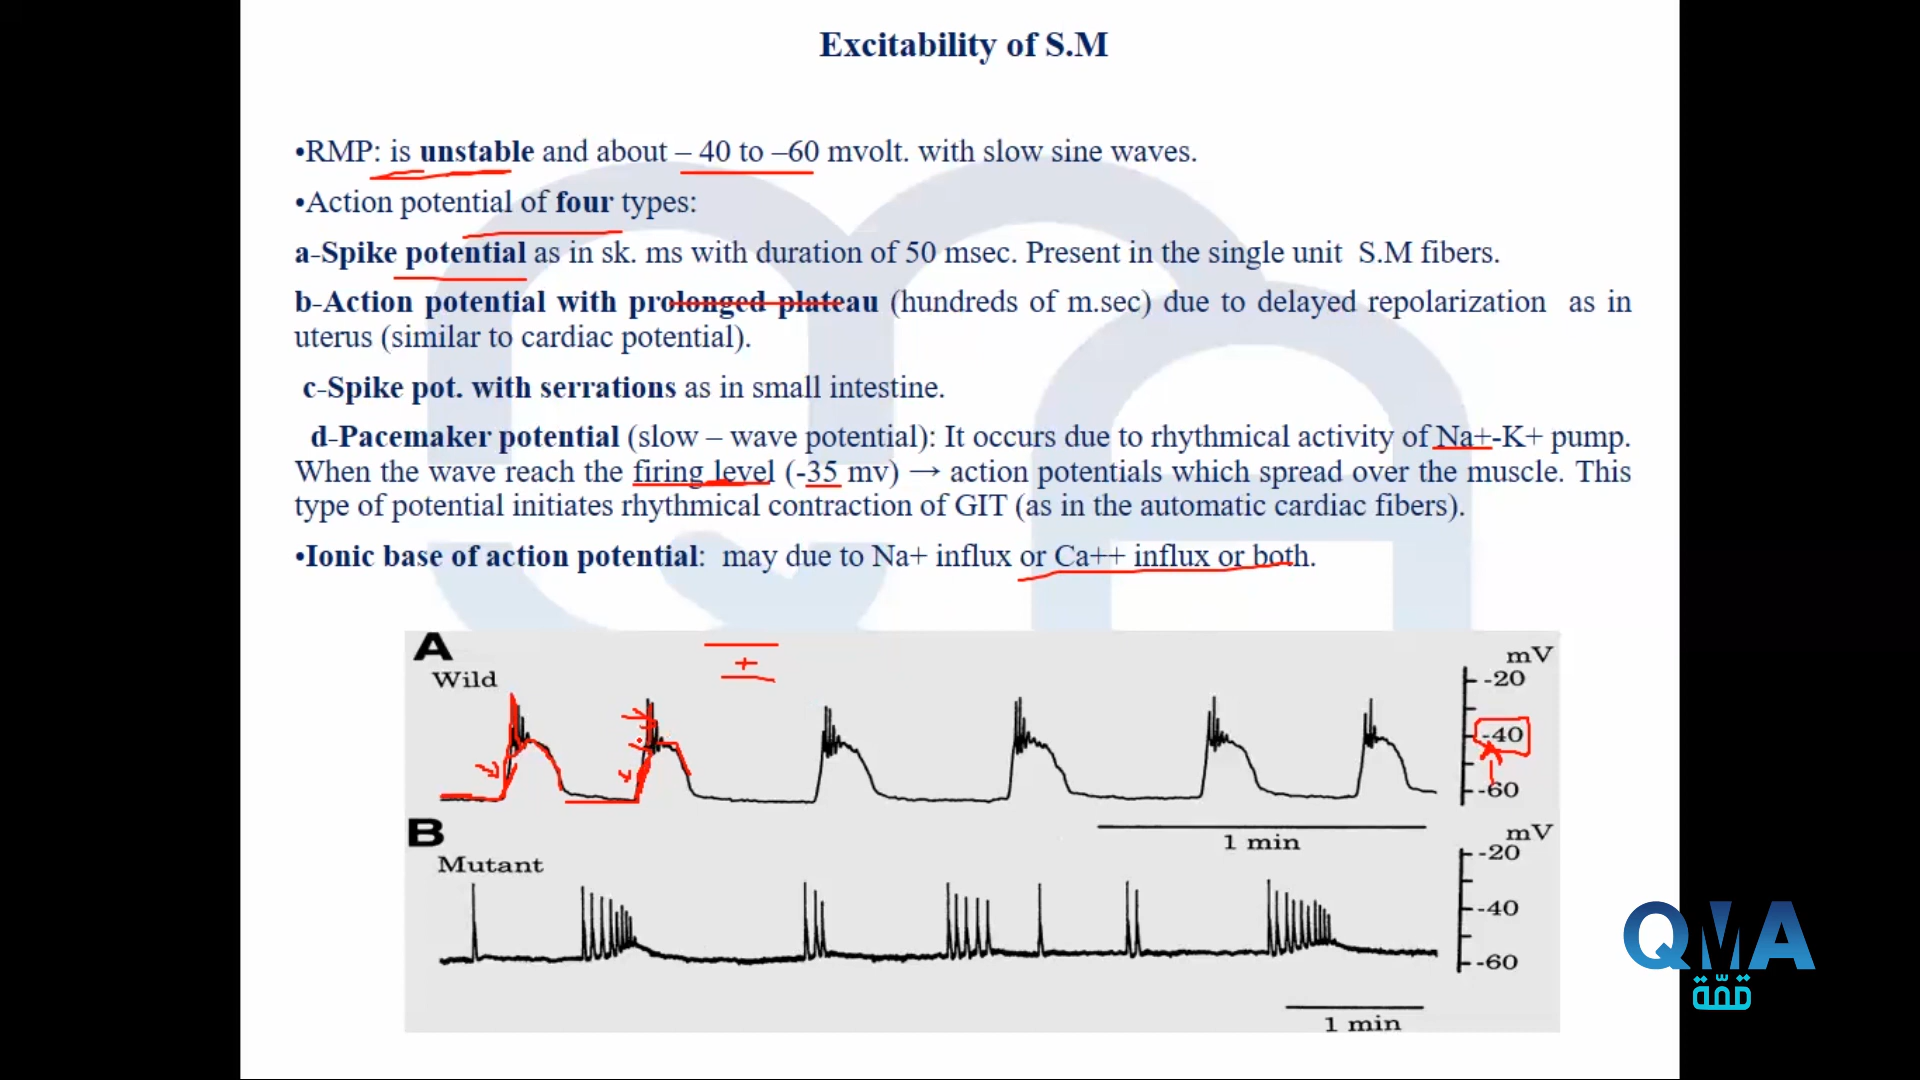 Excitability of S.M
•RMP: is unstable and about – 40 to –60 mvolt. with slow sine waves.
•Action potential of four types:
a-Spike potential as in sk. ms with duration of 50 msec. Present in the single unit S.M fibers.
b-Action potential with prolonged plateau (hundreds of m.sec) due to delayed repolarization as in
uterus (similar to cardiac potential).
c-Spike pot. with serrations as in small intestine.
d-Pacemaker potential (slow – wave potential): It occurs due to rhythmical activity of Na+-K+ pump.
When the wave reach the firing level (-35 mv) → action potentials which spread over the muscle. This
type of potential initiates rhythmical contraction of GIT (as in the automatic cardiac fibers).
•Ionic base of action potential: may due to Na+ influx or Ca++ influx or both.
A
Wild
+
mV
-20
-40
-60
1 min
B
Mutant
mV
-20
-40
-60
1 min
QMA
قمّة